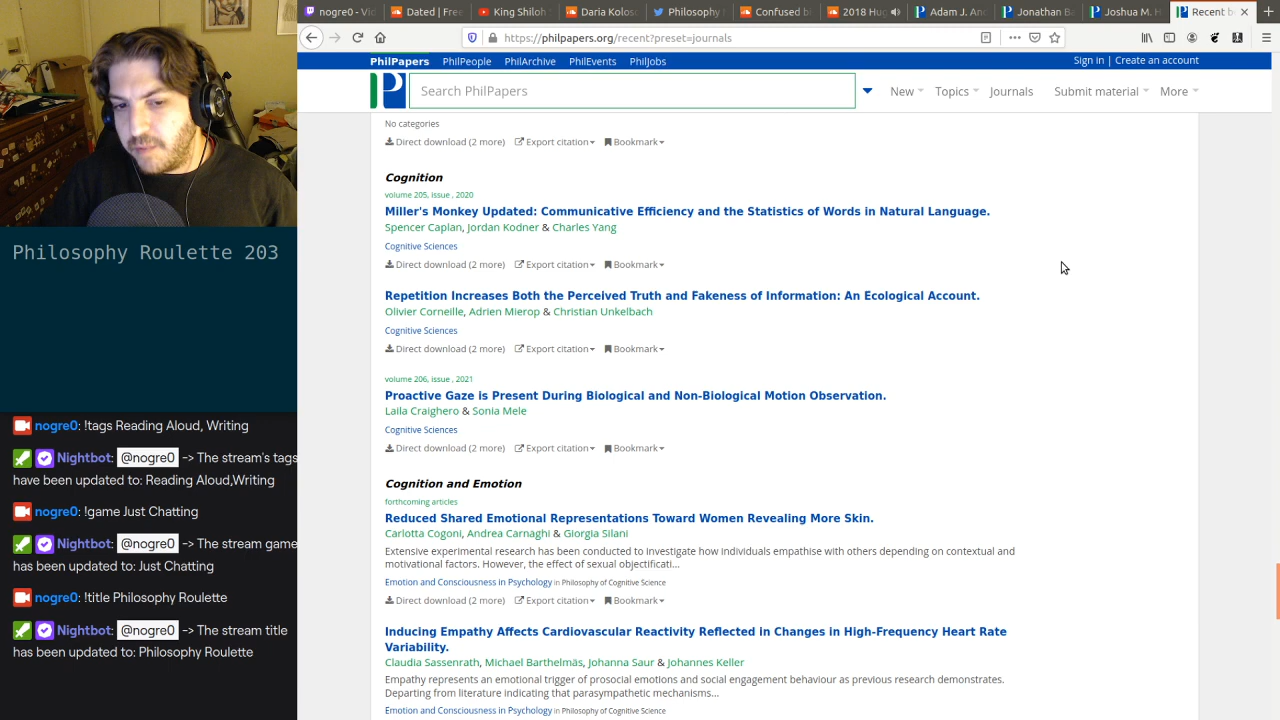 nogre0 - Vid
Dated | Free
King Shiloh
Daria Kolos
Philosophy
Confused b
2018 Hug
Adam J. An
Jonathan Be
Joshua M. H
Recent b
https://philpapers.org/recent?preset=journals
PhilPapers PhilPeople PhilArchive PhilEvents PhilJobs Sign in | Create an account
Search PhilPapers New Topics Journals Submit material More
No categories
Direct download (2 more) Export citation Bookmark
Cognition
volume 205, issue , 2020
Miller's Monkey Updated: Communicative Efficiency and the Statistics of Words in Natural Language.
Spencer Caplan, Jordan Kodner & Charles Yang
Cognitive Sciences
Direct download (2 more) Export citation Bookmark
Repetition Increases Both the Perceived Truth and Fakeness of Information: An Ecological Account.
Olivier Corneille, Adrien Mierop & Christian Unkelbach
Cognitive Sciences
Direct download (2 more) Export citation Bookmark
volume 206, issue , 2021
Proactive Gaze is Present During Biological and Non-Biological Motion Observation.
Laila Craighero & Sonia Mele
Cognitive Sciences
Direct download (2 more) Export citation Bookmark
Cognition and Emotion
forthcoming articles
Reduced Shared Emotional Representations Toward Women Revealing More Skin.
Carlotta Cogoni, Andrea Carnaghi & Giorgia Silani
Extensive experimental research has been conducted to investigate how individuals empathise with others depending on contextual and
motivational factors. However, the effect of sexual objectificati...
Emotion and Consciousness in Psychology in Philosophy of Cognitive Science
Direct download (2 more) Export citation Bookmark
Inducing Empathy Affects Cardiovascular Reactivity Reflected in Changes in High-Frequency Heart Rate
Variability.
Claudia Sassenrath, Michael Barthelmäs, Johanna Saur & Johannes Keller
Empathy represents an emotional trigger of prosocial emotions and social engagement behaviour as previous research demonstrates.
Departing from literature indicating that parasympathetic mechanisms...
Emotion and Consciousness in Psychology in Philosophy of Cognitive Science
Philosophy Roulette 203
nogre0: !tags Reading Aloud, Writing
Nightbot: @nogre0 -> The stream's tags
have been updated to: Reading Aloud,Writing
nogre0: !game Just Chatting
Nightbot: @nogre0 -> The stream game
has been updated to: Just Chatting
nogre0: !title Philosophy Roulette
Nightbot: @nogre0 -> The stream title
has been updated to: Philosophy Roulette